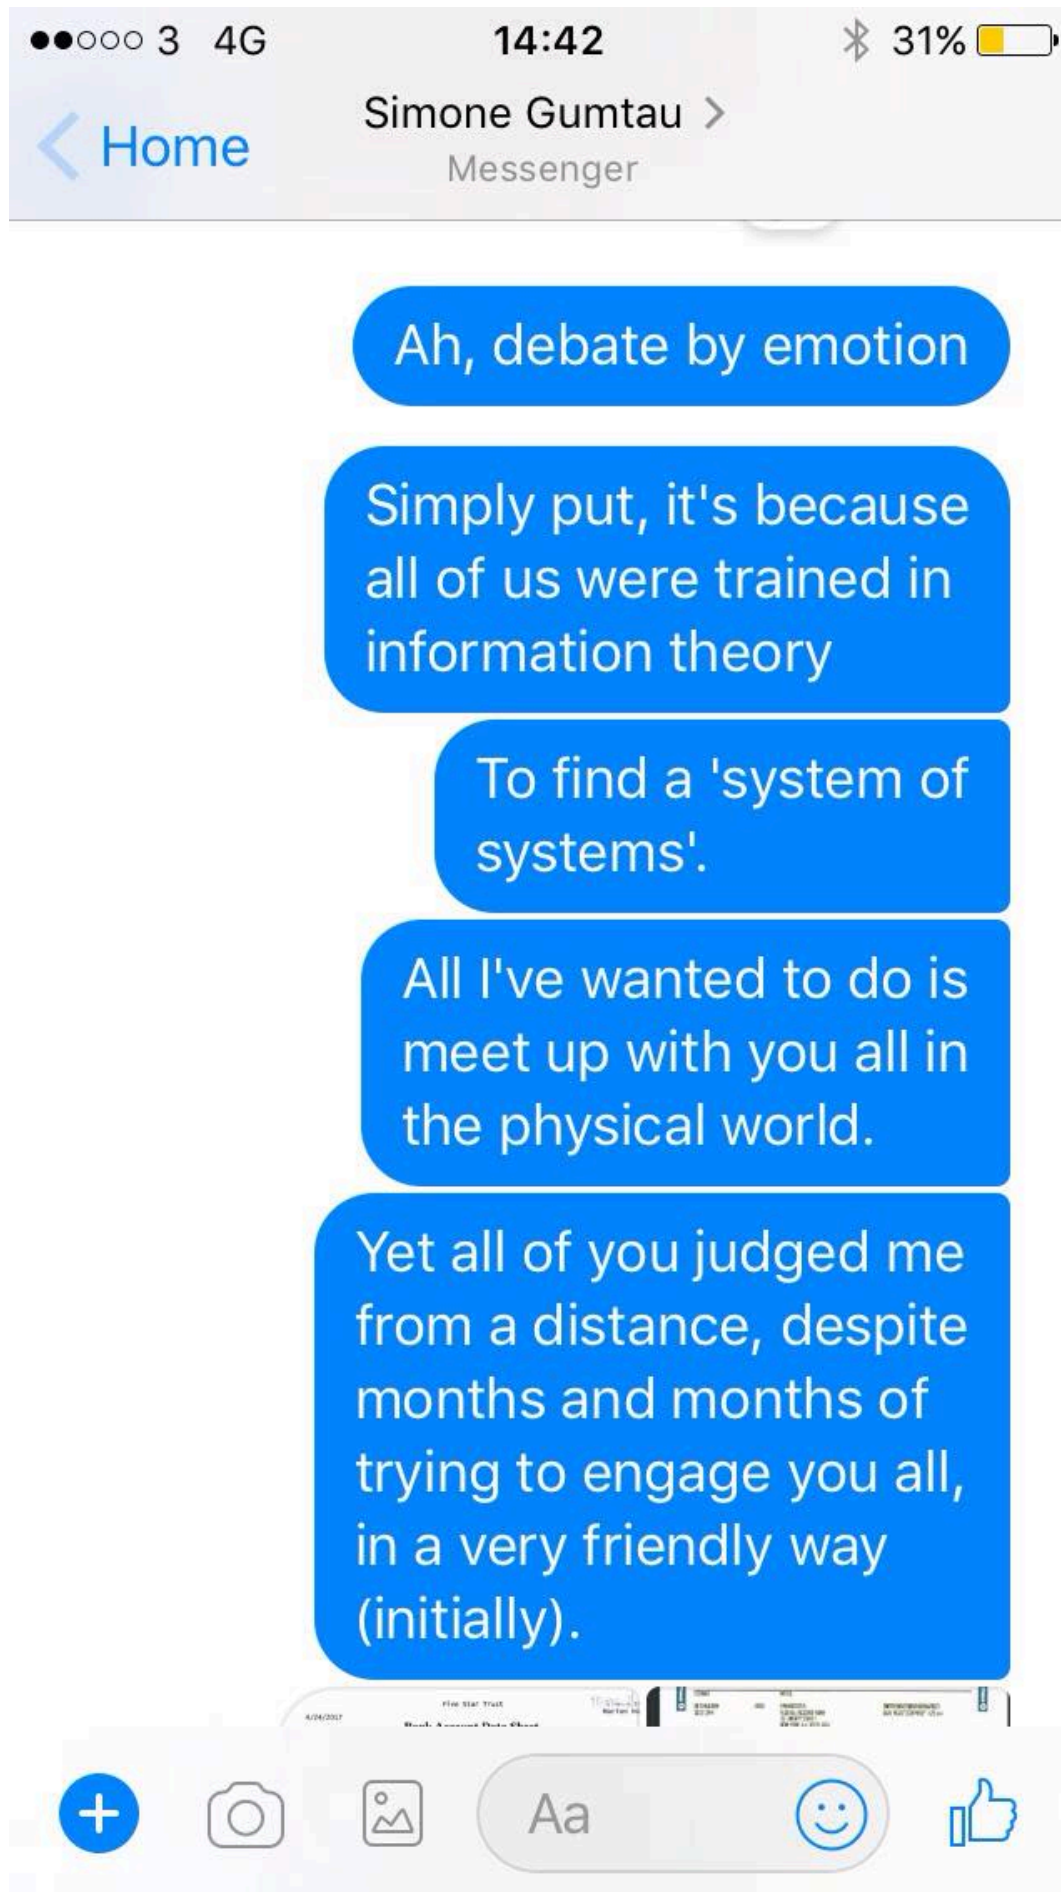 3 4G 14:42 31%
Home
Simone Gumtau
Messenger
Ah, debate by emotion
Simply put, it's because
all of us were trained in
information theory
To find a 'system of
systems'.
All I've wanted to do is
meet up with you all in
the physical world.
Yet all of you judged me
from a distance, despite
months and months of
trying to engage you all,
in a very friendly way
(initially).
Five Star Trust
Aa